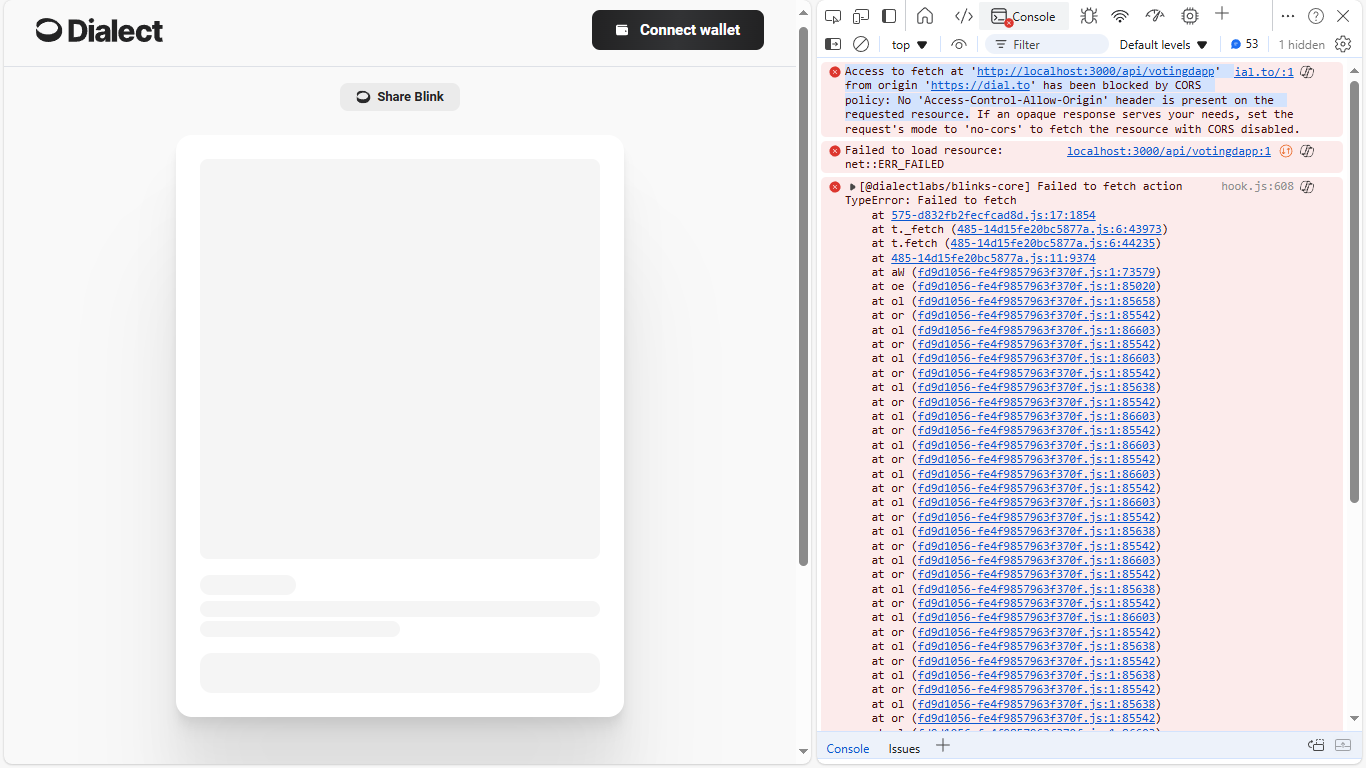 Dialect
Connect wallet
Share Blink
Console
top
Filter
Default levels
53
1 hidden
Access to fetch at 'http://localhost:3000/api/votingdapp' ial.to/:1
from origin 'https://dial.to' has been blocked by CORS
policy: No 'Access-Control-Allow-Origin' header is present on the
requested resource. If an opaque response serves your needs, set the
request's mode to 'no-cors' to fetch the resource with CORS disabled.
Failed to load resource: localhost:3000/api/votingdapp:1
net::ERR_FAILED
[@dialectlabs/blinks-core] Failed to fetch action hook.js:608
TypeError: Failed to fetch
at 575-d832fb2fecfcad8d.js:17:1854
at t._fetch (485-14d15fe20bc5877a.js:6:43973)
at t.fetch (485-14d15fe20bc5877a.js:6:44235)
at 485-14d15fe20bc5877a.js:11:9374
at aW (fd9d1056-fe4f9857963f370f.js:1:73579)
at oe (fd9d1056-fe4f9857963f370f.js:1:85020)
at ol (fd9d1056-fe4f9857963f370f.js:1:85658)
at or (fd9d1056-fe4f9857963f370f.js:1:85542)
at ol (fd9d1056-fe4f9857963f370f.js:1:86603)
at or (fd9d1056-fe4f9857963f370f.js:1:85542)
at ol (fd9d1056-fe4f9857963f370f.js:1:86603)
at or (fd9d1056-fe4f9857963f370f.js:1:85542)
at ol (fd9d1056-fe4f9857963f370f.js:1:85638)
at or (fd9d1056-fe4f9857963f370f.js:1:85542)
at ol (fd9d1056-fe4f9857963f370f.js:1:86603)
at or (fd9d1056-fe4f9857963f370f.js:1:85542)
at ol (fd9d1056-fe4f9857963f370f.js:1:86603)
at or (fd9d1056-fe4f9857963f370f.js:1:85542)
at ol (fd9d1056-fe4f9857963f370f.js:1:86603)
at or (fd9d1056-fe4f9857963f370f.js:1:85542)
at ol (fd9d1056-fe4f9857963f370f.js:1:86603)
at or (fd9d1056-fe4f9857963f370f.js:1:85542)
at ol (fd9d1056-fe4f9857963f370f.js:1:85638)
at or (fd9d1056-fe4f9857963f370f.js:1:85542)
at ol (fd9d1056-fe4f9857963f370f.js:1:86603)
at or (fd9d1056-fe4f9857963f370f.js:1:85542)
at ol (fd9d1056-fe4f9857963f370f.js:1:85638)
at or (fd9d1056-fe4f9857963f370f.js:1:85542)
at ol (fd9d1056-fe4f9857963f370f.js:1:86603)
at or (fd9d1056-fe4f9857963f370f.js:1:85542)
at ol (fd9d1056-fe4f9857963f370f.js:1:85638)
at or (fd9d1056-fe4f9857963f370f.js:1:85542)
at ol (fd9d1056-fe4f9857963f370f.js:1:85638)
at or (fd9d1056-fe4f9857963f370f.js:1:85542)
at ol (fd9d1056-fe4f9857963f370f.js:1:85638)
at or (fd9d1056-fe4f9857963f370f.js:1:85542)
Console
Issues